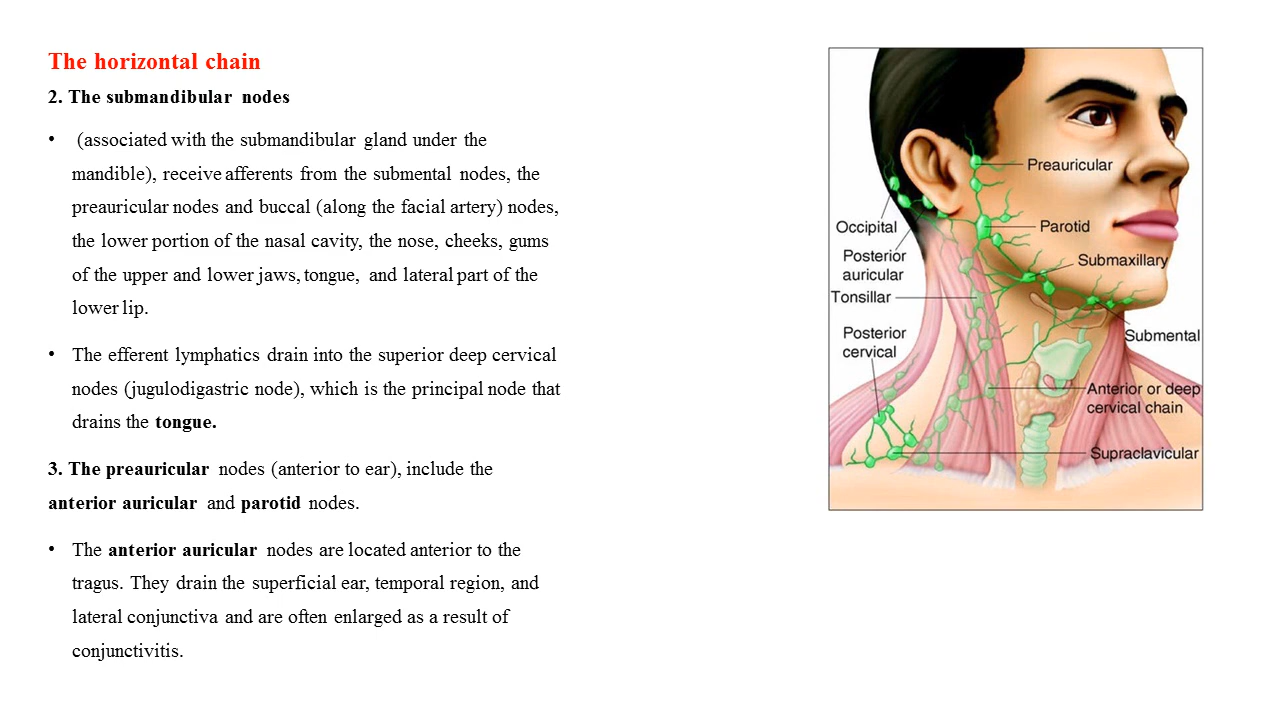 The horizontal chain
2. The submandibular nodes
• (associated with the submandibular gland under the
mandible), receive afferents from the submental nodes, the
preauricular nodes and buccal (along the facial artery) nodes,
the lower portion of the nasal cavity, the nose, cheeks, gums
of the upper and lower jaws, tongue, and lateral part of the
lower lip.
• The efferent lymphatics drain into the superior deep cervical
nodes (jugulodigastric node), which is the principal node that
drains the tongue.
3. The preauricular nodes (anterior to ear), include the
anterior auricular and parotid nodes.
• The anterior auricular nodes are located anterior to the
tragus. They drain the superficial ear, temporal region, and
lateral conjunctiva and are often enlarged as a result of
conjunctivitis.
Preauricular
Occipital
Parotid
Posterior
auricular
Submaxillary
Tonsillar
Posterior
cervical
Submental
Anterior or deep
cervical chain
Supraclavicular